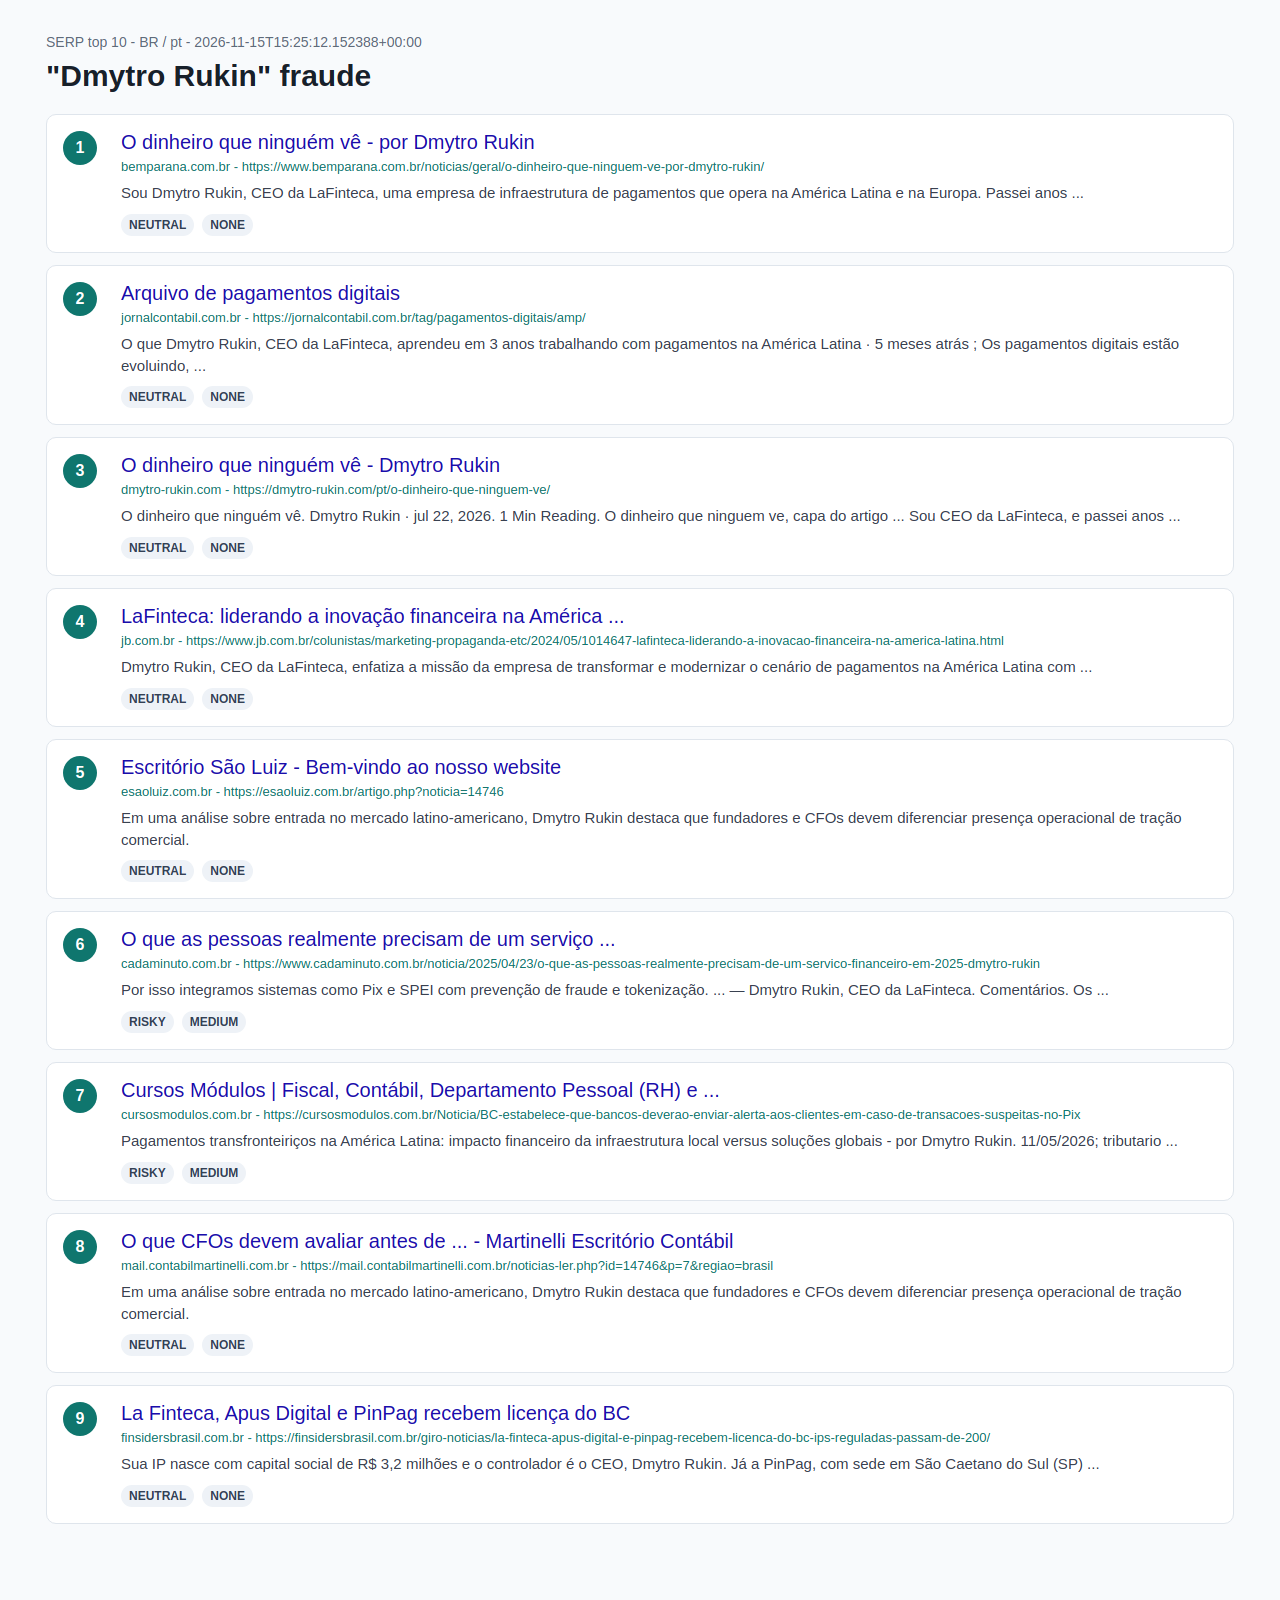 SERP top 10 - BR / pt - 2026-11-15T15:25:12.152388+00:00
"Dmytro Rukin" fraude
1
O dinheiro que ninguém vê - por Dmytro Rukin
bemparana.com.br - https://www.bemparana.com.br/noticias/geral/o-dinheiro-que-ninguem-ve-por-dmytro-rukin/
Sou Dmytro Rukin, CEO da LaFinteca, uma empresa de infraestrutura de pagamentos que opera na América Latina e na Europa. Passei anos ...
NEUTRAL NONE
2
Arquivo de pagamentos digitais
jornalcontabil.com.br - https://jornalcontabil.com.br/tag/pagamentos-digitais/amp/
O que Dmytro Rukin, CEO da LaFinteca, aprendeu em 3 anos trabalhando com pagamentos na América Latina · 5 meses atrás ; Os pagamentos digitais estão
evoluindo, ...
NEUTRAL NONE
3
O dinheiro que ninguém vê - Dmytro Rukin
dmytro-rukin.com - https://dmytro-rukin.com/pt/o-dinheiro-que-ninguem-ve/
O dinheiro que ninguém vê. Dmytro Rukin · jul 22, 2026. 1 Min Reading. O dinheiro que ninguem ve, capa do artigo ... Sou CEO da LaFinteca, e passei anos ...
NEUTRAL NONE
4
LaFinteca: liderando a inovação financeira na América ...
jb.com.br - https://www.jb.com.br/colunistas/marketing-propaganda-etc/2024/05/1014647-lafinteca-liderando-a-inovacao-financeira-na-america-latina.html
Dmytro Rukin, CEO da LaFinteca, enfatiza a missão da empresa de transformar e modernizar o cenário de pagamentos na América Latina com ...
NEUTRAL NONE
5
Escritório São Luiz - Bem-vindo ao nosso website
esaoluiz.com.br - https://esaoluiz.com.br/artigo.php?noticia=14746
Em uma análise sobre entrada no mercado latino-americano, Dmytro Rukin destaca que fundadores e CFOs devem diferenciar presença operacional de tração
comercial.
NEUTRAL NONE
6
O que as pessoas realmente precisam de um serviço ...
cadaminuto.com.br - https://www.cadaminuto.com.br/noticia/2025/04/23/o-que-as-pessoas-realmente-precisam-de-um-servico-financeiro-em-2025-dmytro-rukin
Por isso integramos sistemas como Pix e SPEI com prevenção de fraude e tokenização. ... — Dmytro Rukin, CEO da LaFinteca. Comentários. Os ...
RISKY MEDIUM
7
Cursos Módulos | Fiscal, Contábil, Departamento Pessoal (RH) e ...
cursosmodulos.com.br - https://cursosmodulos.com.br/Noticia/BC-estabelece-que-bancos-deverao-enviar-alerta-aos-clientes-em-caso-de-transacoes-suspeitas-no-Pix
Pagamentos transfronteiriços na América Latina: impacto financeiro da infraestrutura local versus soluções globais - por Dmytro Rukin. 11/05/2026; tributario ...
RISKY MEDIUM
8
O que CFOs devem avaliar antes de ... - Martinelli Escritório Contábil
mail.contabilmartinelli.com.br - https://mail.contabilmartinelli.com.br/noticias-ler.php?id=14746&p=7&regiao=brasil
Em uma análise sobre entrada no mercado latino-americano, Dmytro Rukin destaca que fundadores e CFOs devem diferenciar presença operacional de tração
comercial.
NEUTRAL NONE
9
La Finteca, Apus Digital e PinPag recebem licença do BC
finsidersbrasil.com.br - https://finsidersbrasil.com.br/giro-noticias/la-finteca-apus-digital-e-pinpag-recebem-licenca-do-bc-ips-reguladas-passam-de-200/
Sua IP nasce com capital social de R$ 3,2 milhões e o controlador é o CEO, Dmytro Rukin. Já a PinPag, com sede em São Caetano do Sul (SP) ...
NEUTRAL NONE